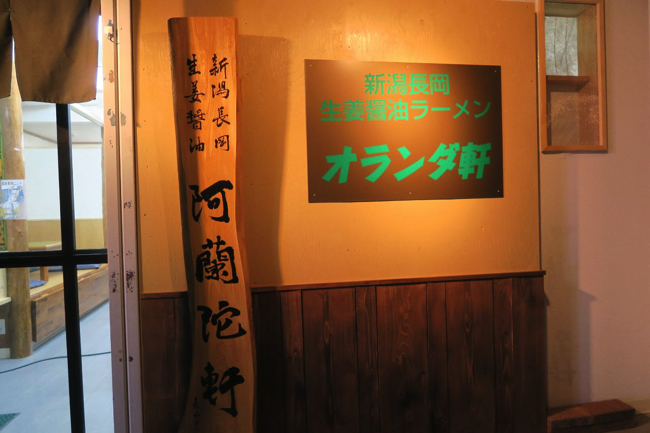 新潟長岡
生姜醤油
阿蘭陀軒
新潟長岡
生姜醤油ラーメン
オランダ軒